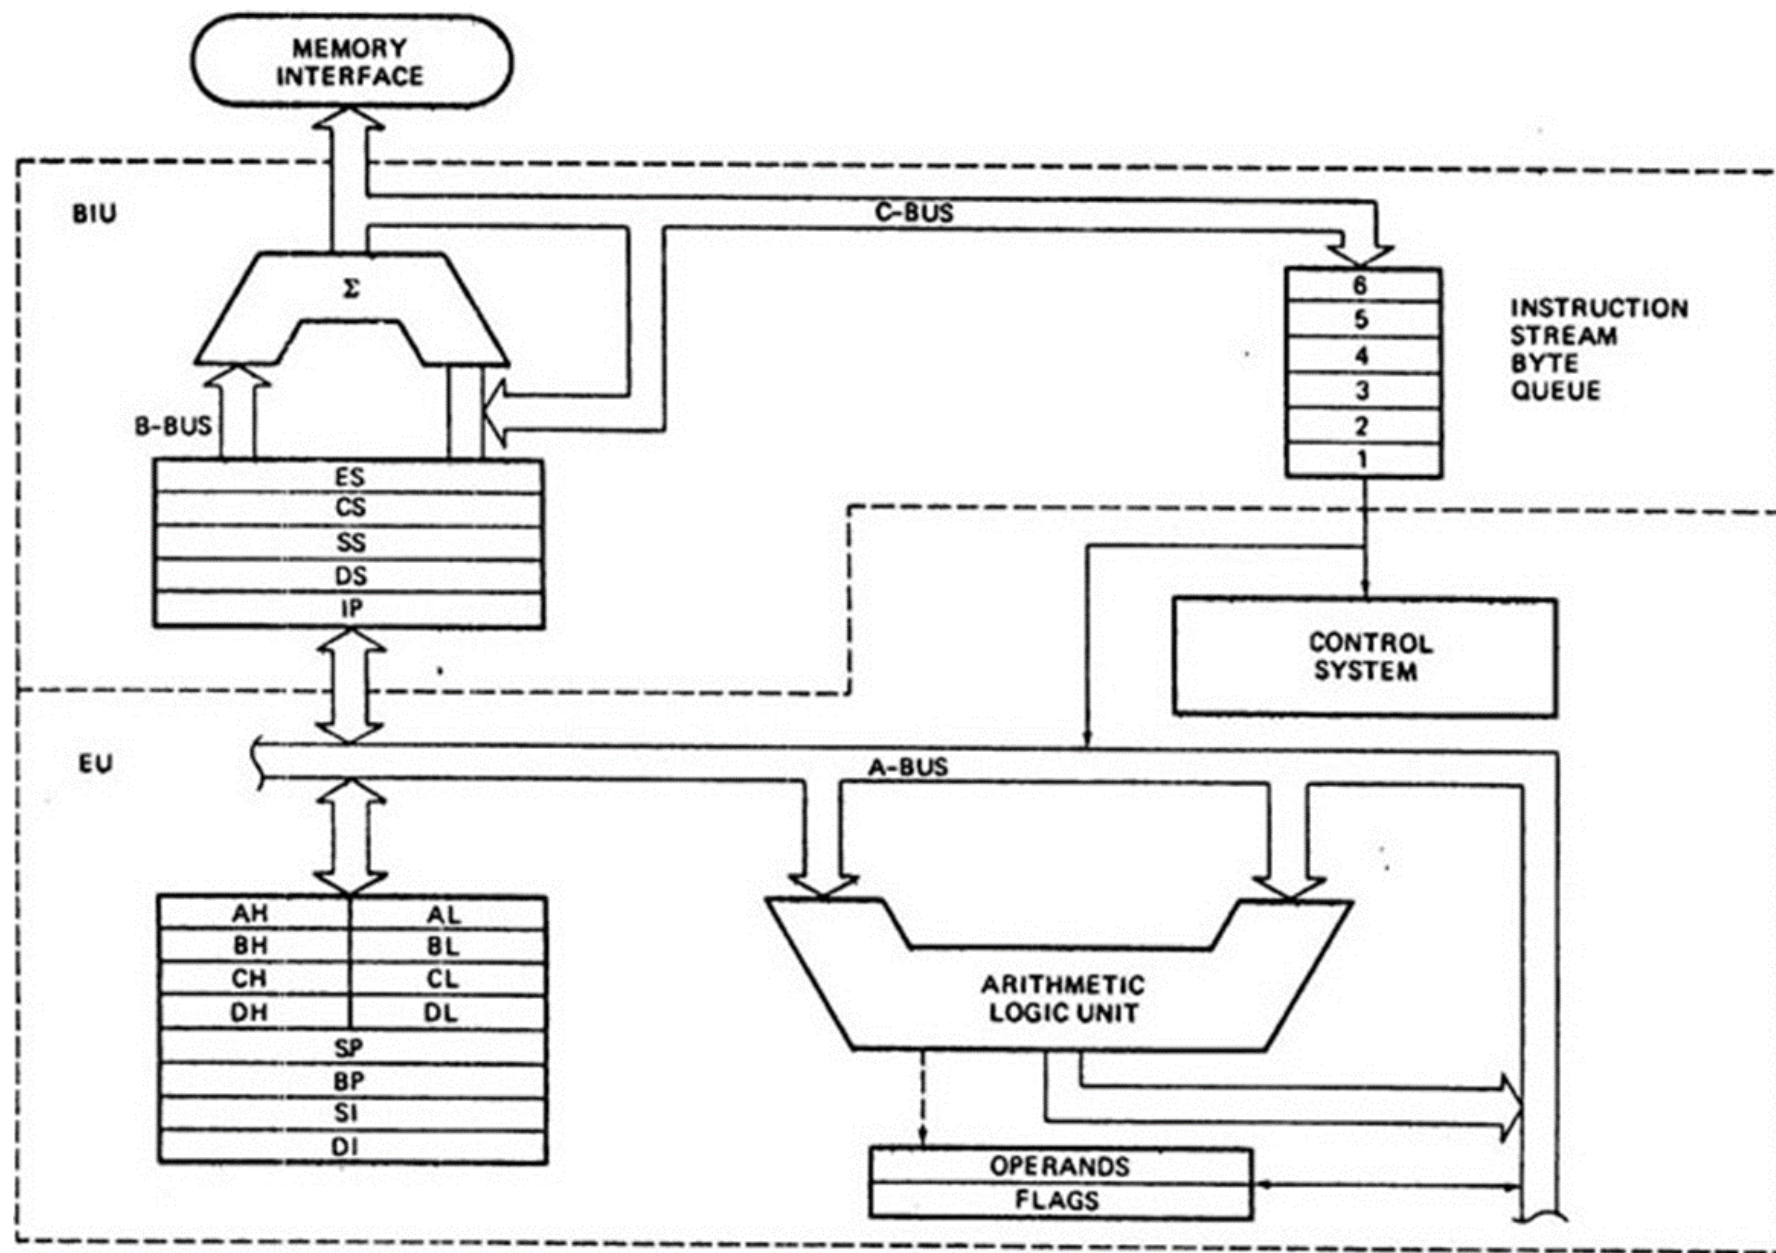 MEMORY
INTERFACE
BIU
C-BUS
Σ
B-BUS
6
5
4
3
2
1
INSTRUCTION
STREAM
BYTE
QUEUE
ES
CS
SS
DS
IP
CONTROL
SYSTEM
EU
A-BUS
AH AL
BH BL
CH CL
DH DL
SP
BP
SI
DI
ARITHMETIC
LOGIC UNIT
OPERANDS
FLAGS